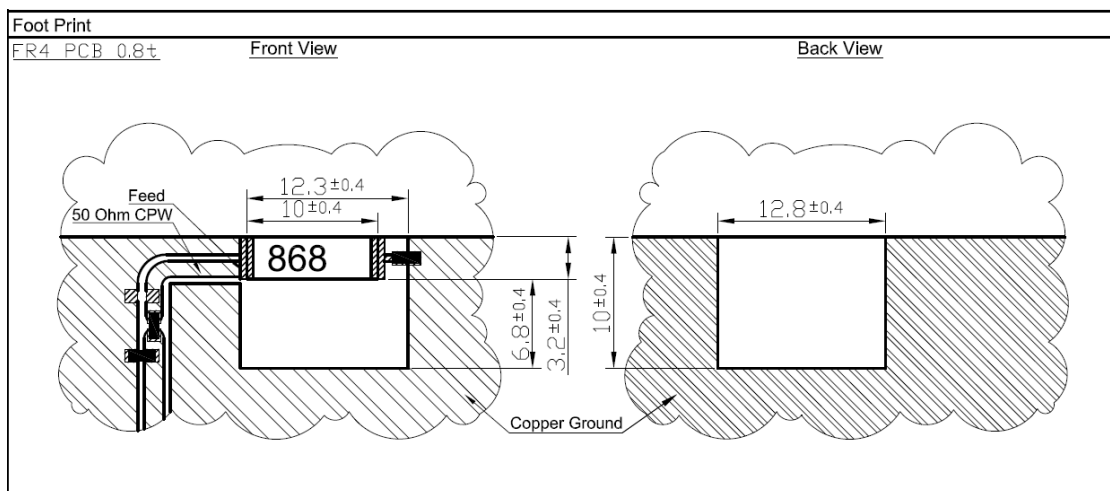 Foot Print
FR4 PCB 0.8t
Front View
Back View
12.3±0.4
10±0.4
Feed
50 Ohm CPW
868
6.8±0.4
3.2±0.4
12.8±0.4
10±0.4
Copper Ground